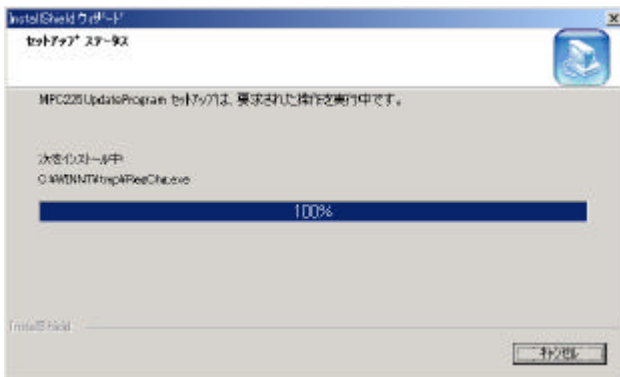 InstallShield ウィザード
セットアップ ステータス
MPC225UpdateProgram セットアップは、要求された操作を実行中です。
次をインストール中:
C:¥WINNT¥tmp¥RegChe.exe
100%
InstallShield
キャンセル